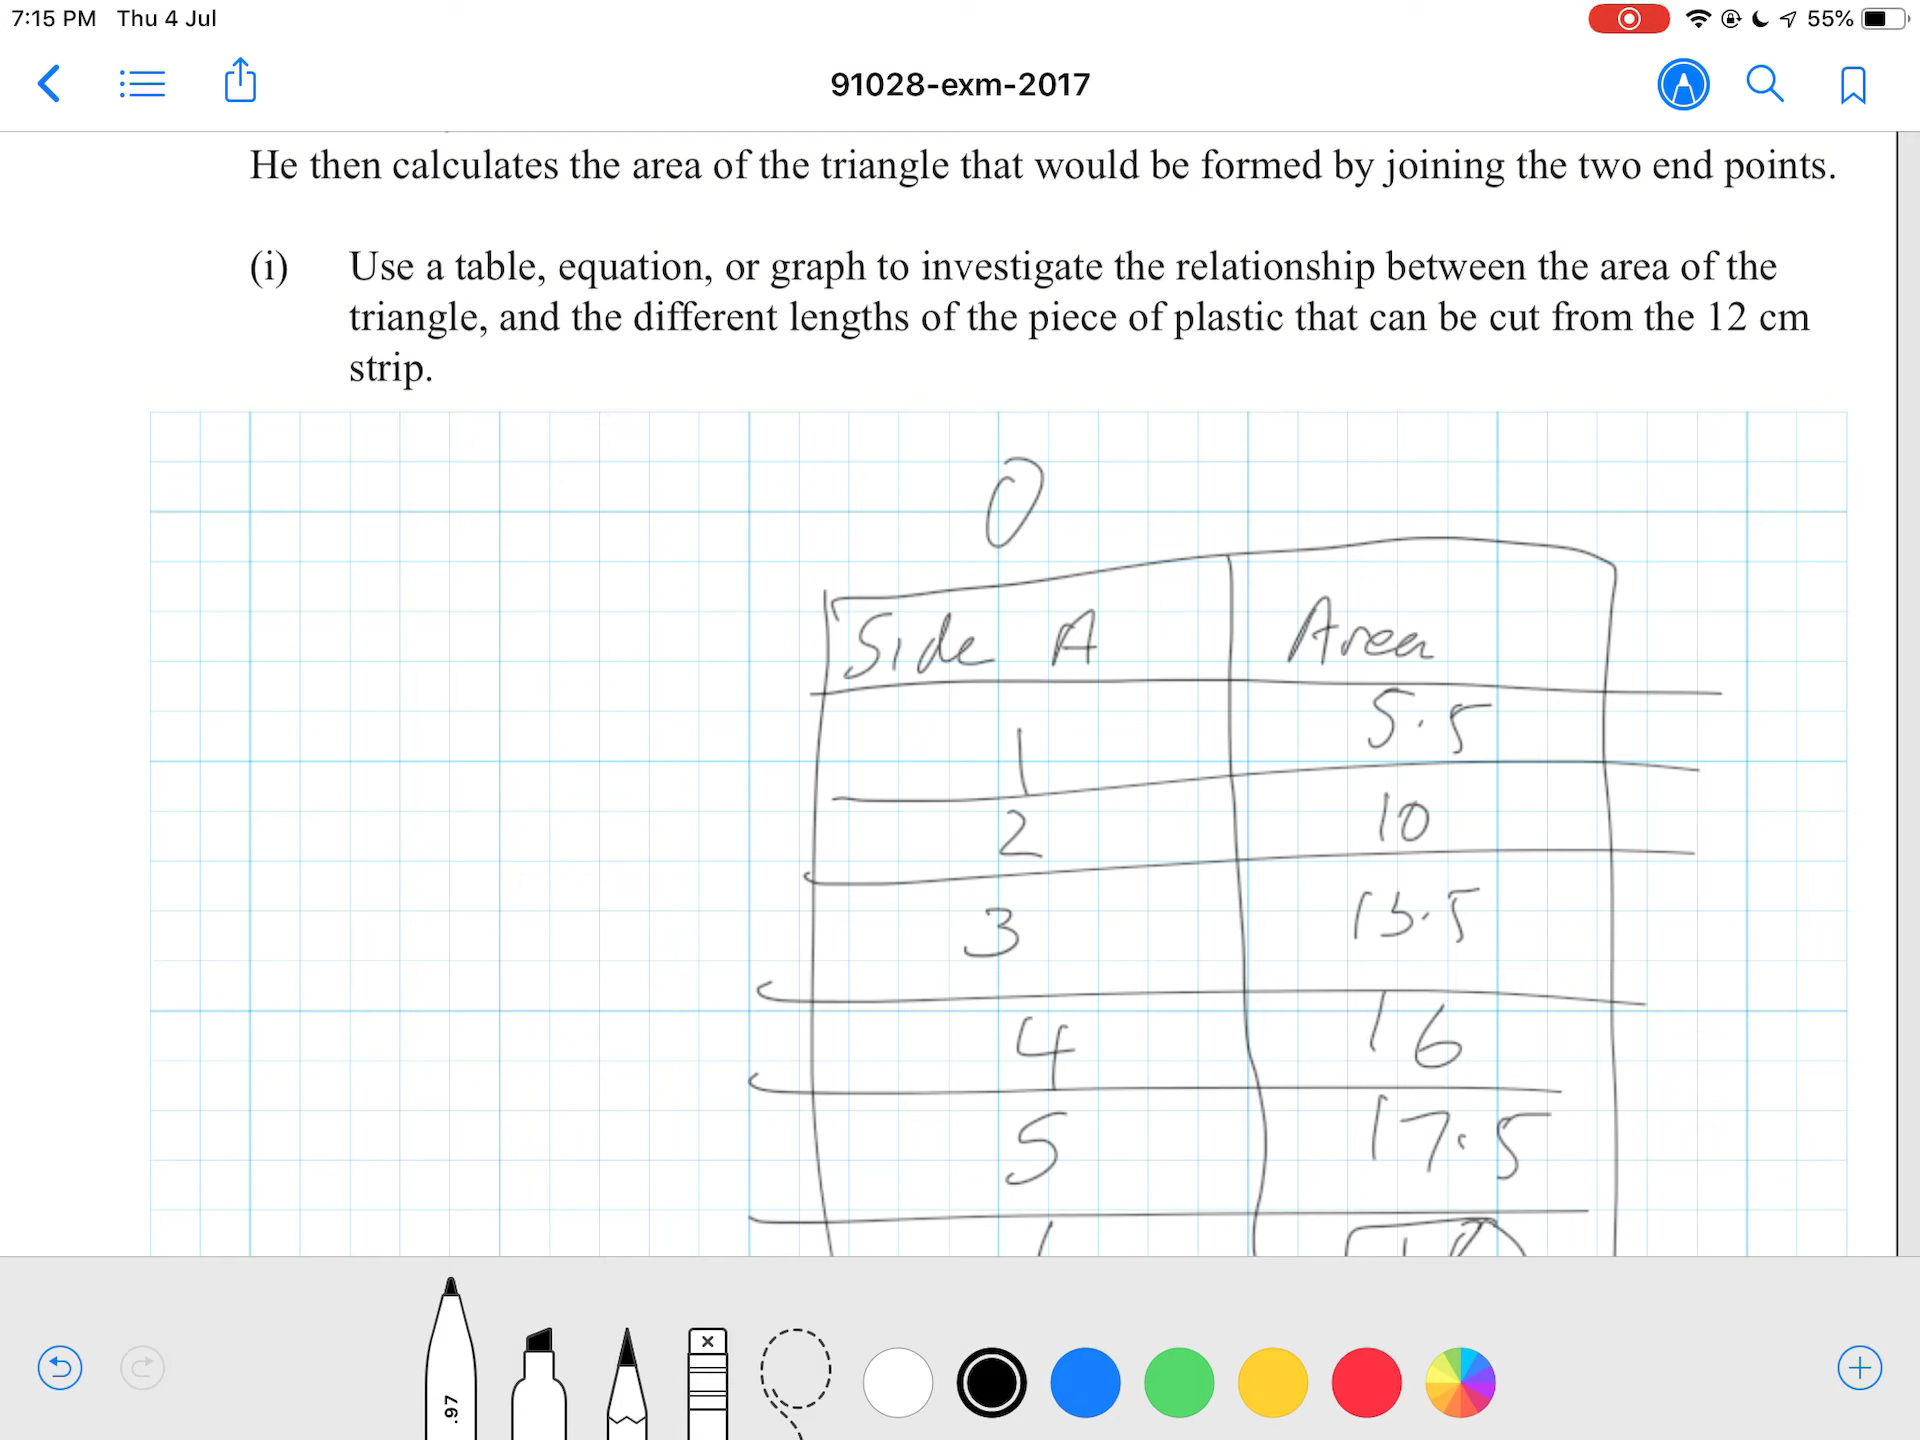 7:15 PM Thu 4 Jul
55%
91028-exm-2017
He then calculates the area of the triangle that would be formed by joining the two end points.
(i) Use a table, equation, or graph to investigate the relationship between the area of the
triangle, and the different lengths of the piece of plastic that can be cut from the 12 cm
strip.
0
Side A Area
1 5.5
2 10
3 13.5
4 16
5 17.5
.97